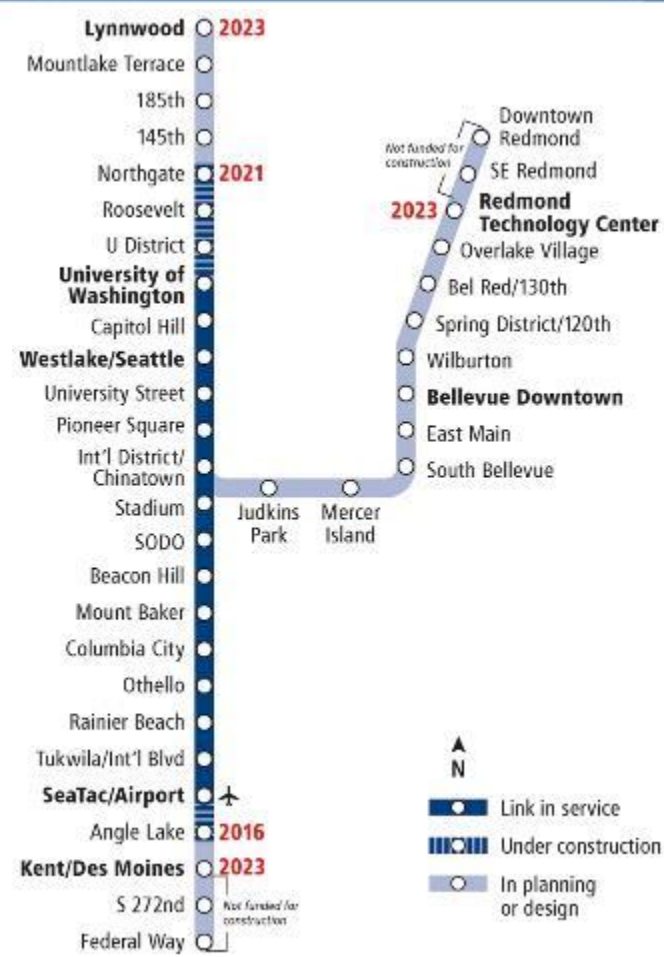 Lynnwood 2023
Mountlake Terrace
185th
145th
Northgate 2021
Roosevelt
U District
University of
Washington
Capitol Hill
Westlake/Seattle
University Street
Pioneer Square
Int'l District/
Chinatown
Stadium
SODO
Beacon Hill
Mount Baker
Columbia City
Othello
Rainier Beach
Tukwila/Int'l Blvd
SeaTac/Airport
Angle Lake 2016
Kent/Des Moines 2023
S 272nd
Federal Way
Not funded for
construction
Judkins
Park
Mercer
Island
Downtown
Redmond
Not funded for
construction
SE Redmond
2023 Redmond
Technology Center
Overlake Village
Bel Red/130th
Spring District/120th
Wilburton
Bellevue Downtown
East Main
South Bellevue
N
Link in service
Under construction
In planning
or design